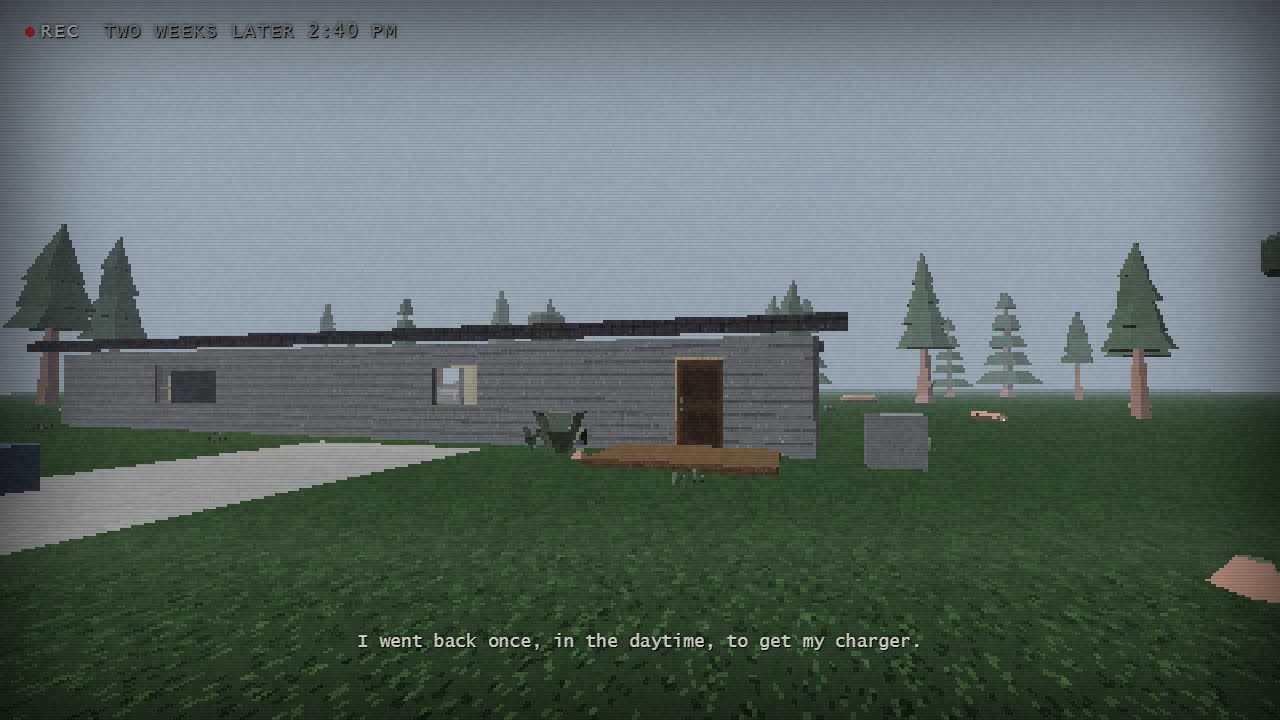 REC TWO WEEKS LATER 2:40 PM
I went back once, in the daytime, to get my charger.